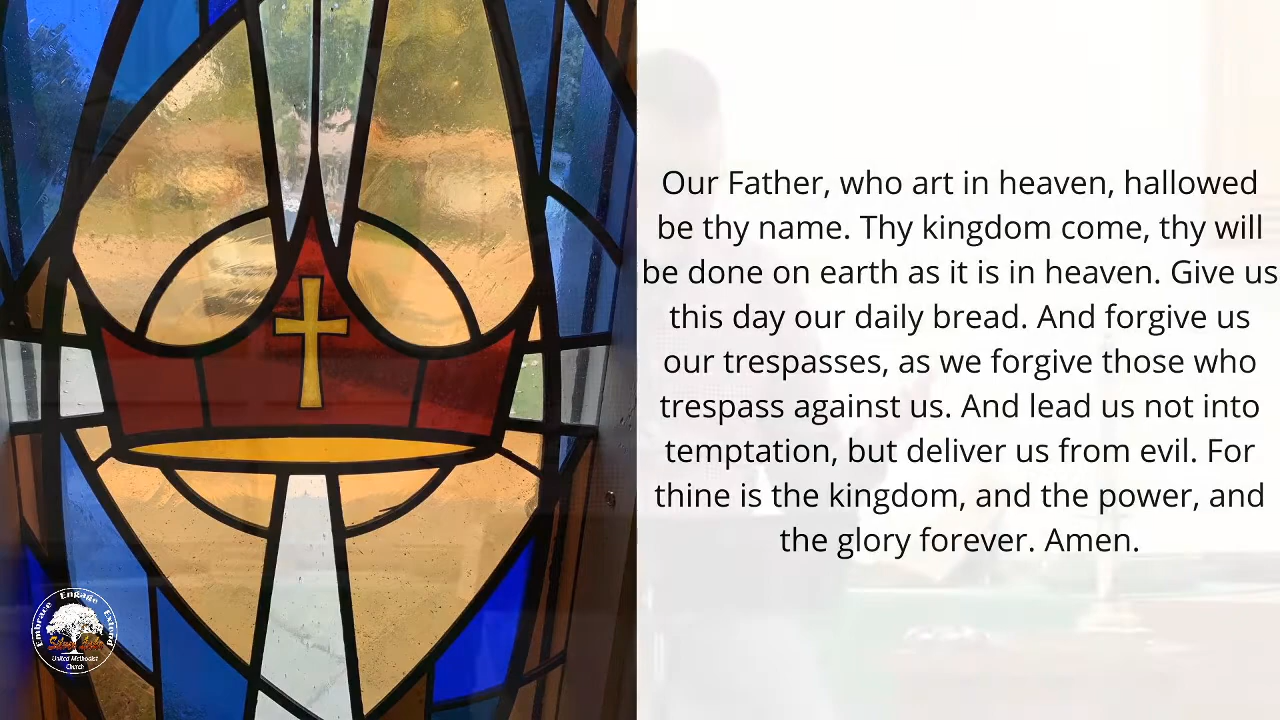 Our Father, who art in heaven, hallowed
be thy name. Thy kingdom come, thy will
be done on earth as it is in heaven. Give us
this day our daily bread. And forgive us
our trespasses, as we forgive those who
trespass against us. And lead us not into
temptation, but deliver us from evil. For
thine is the kingdom, and the power, and
the glory forever. Amen.
Embrace Engage Extend
United Methodist
Church